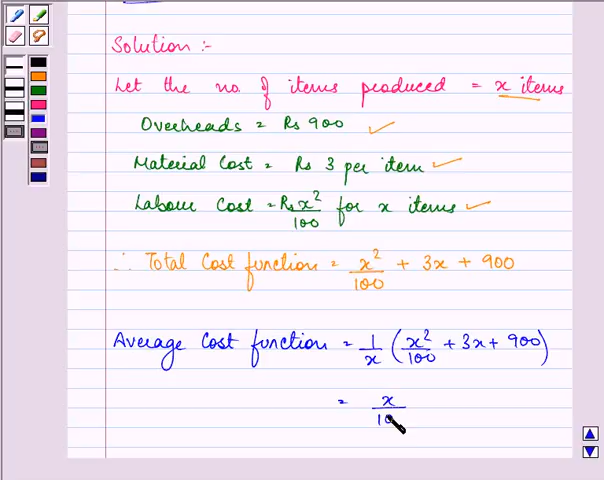 Solution :-
Let the no. of items produced = x items
Overheads = Rs 900
Material Cost = Rs 3 per item
Labour Cost = Rs x²/100 for x items
∴ Total Cost function = x²/100 + 3x + 900
Average Cost function = 1/x (x²/100 + 3x + 900)
= x/10